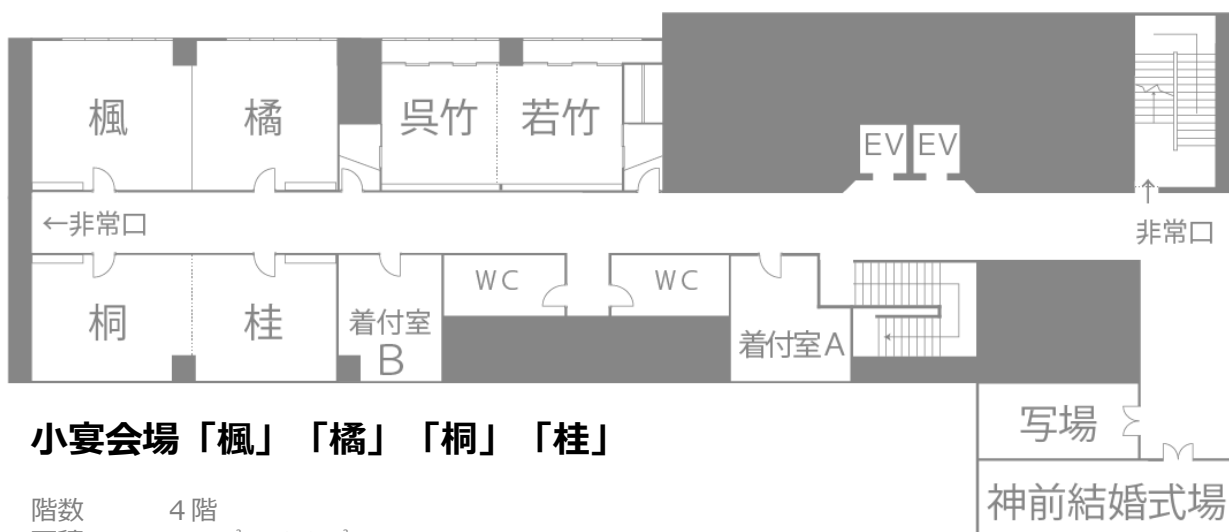 楓
橘
呉竹
若竹
EV
EV
←非常口
非常口
桐
桂
着付室
B
WC
WC
着付室A
写場
神前結婚式場
小宴会場「楓」「橘」「桐」「桂」
階数 4階